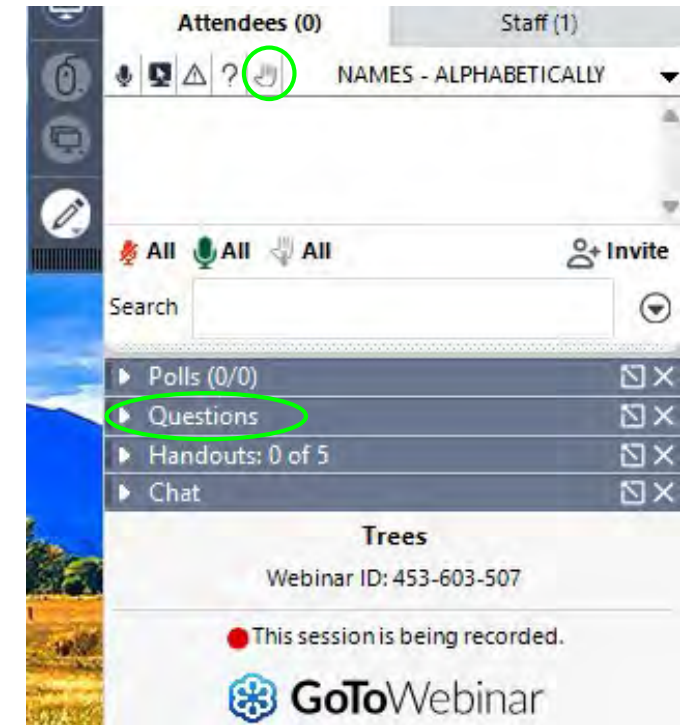 Attendees (0) Staff (1)
? NAMES - ALPHABETICALLY
All All All Invite
Search
Polls (0/0)
Questions
Handouts: 0 of 5
Chat
Trees
Webinar ID: 453-603-507
This session is being recorded.
GoToWebinar